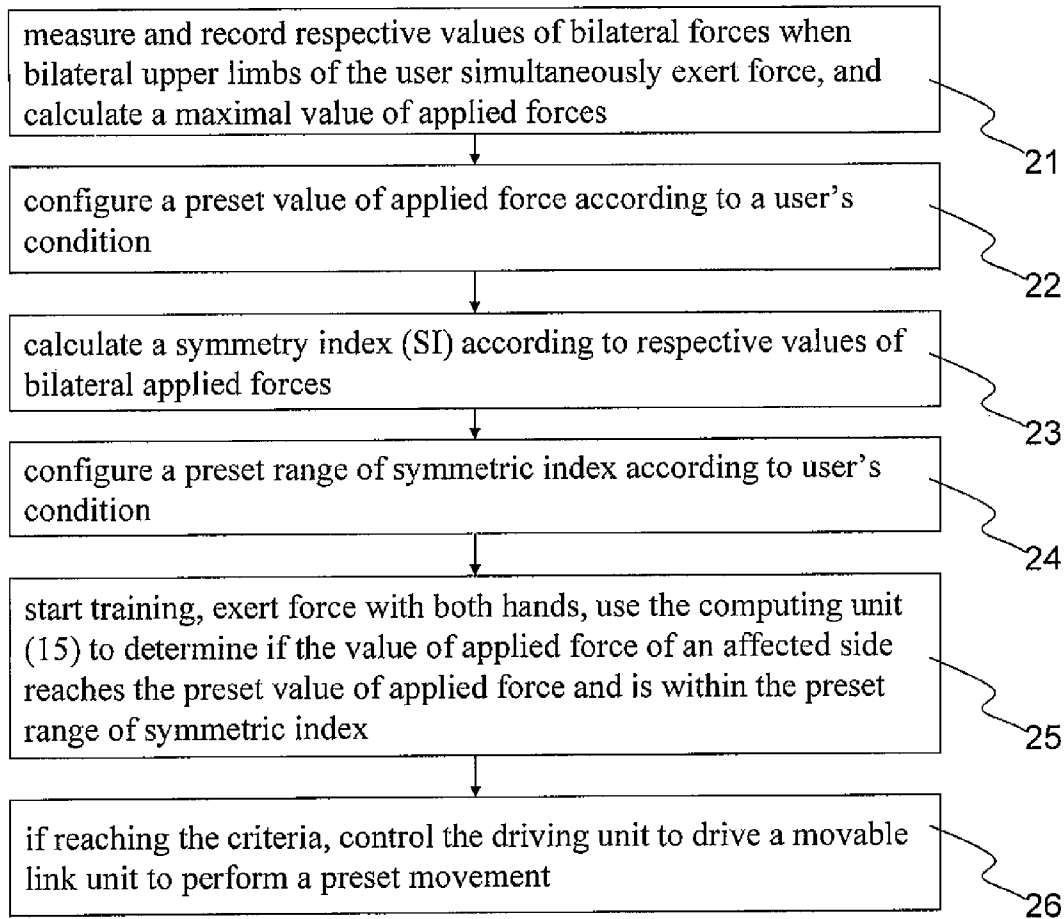 measure and record respective values of bilateral forces when
bilateral upper limbs of the user simultaneously exert force, and
calculate a maximal value of applied forces
21
configure a preset value of applied force according to a user's
condition
22
calculate a symmetry index (SI) according to respective values of
bilateral applied forces
23
configure a preset range of symmetric index according to user's
condition
24
start training, exert force with both hands, use the computing unit
(15) to determine if the value of applied force of an affected side
reaches the preset value of applied force and is within the preset
range of symmetric index
25
if reaching the criteria, control the driving unit to drive a movable
link unit to perform a preset movement
26